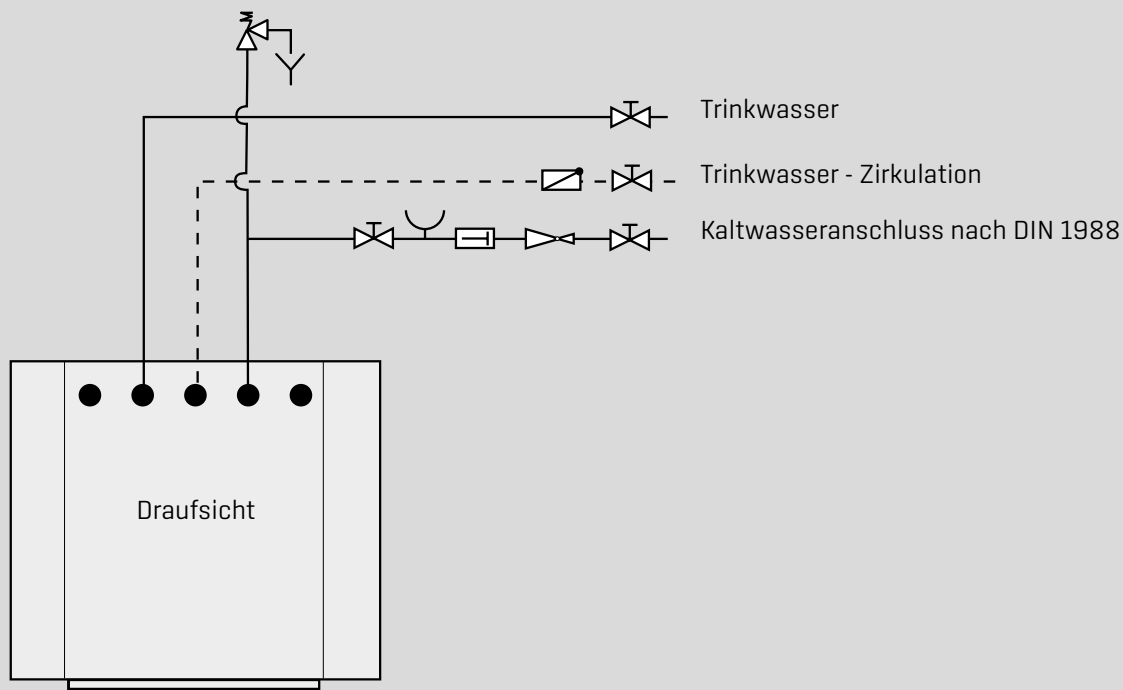 Trinkwasser
Trinkwasser - Zirkulation
Kaltwasseranschluss nach DIN 1988
Draufsicht